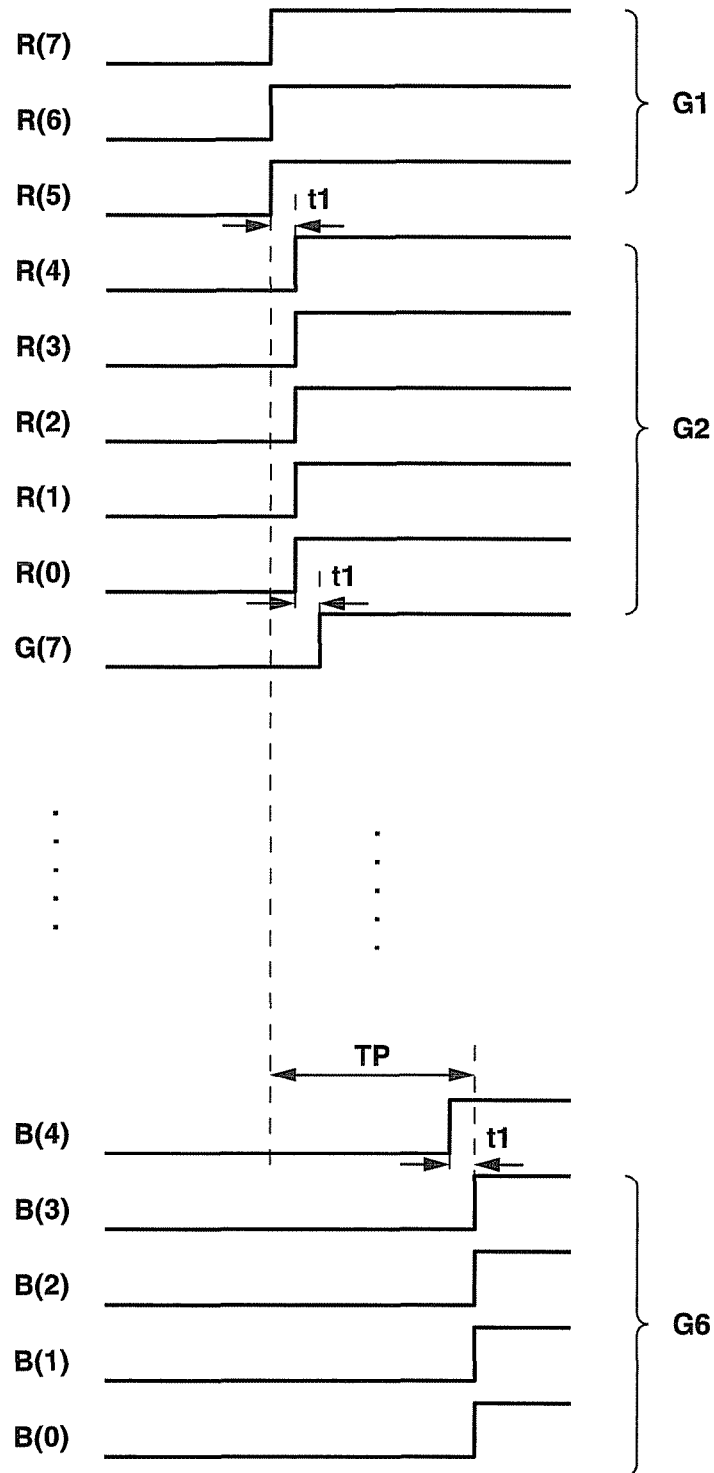 R(7)
R(6)
G1
R(5)
t1
R(4)
R(3)
R(2)
G2
R(1)
R(0)
t1
G(7)
TP
B(4)
t1
B(3)
B(2)
G6
B(1)
B(0)